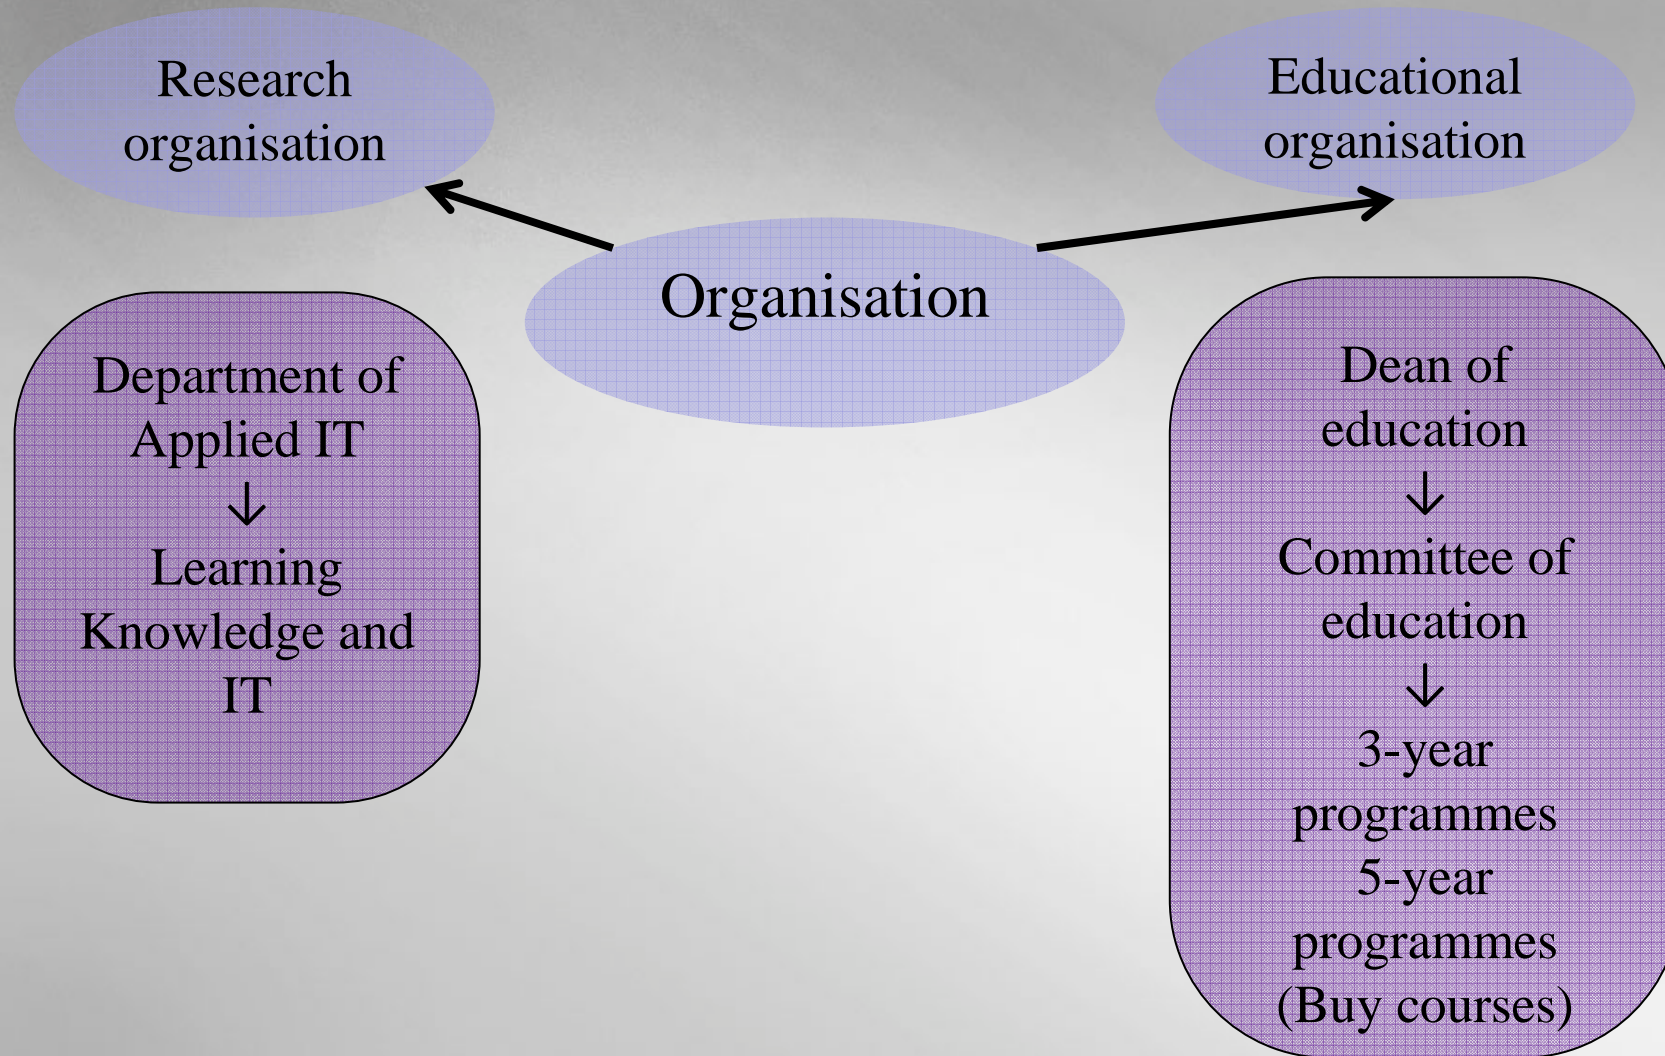 Research
organisation
Educational
organisation
Organisation
Department of
Applied IT
↓
Learning
Knowledge and
IT
Dean of
education
↓
Committee of
education
↓
3-year
programmes
5-year
programmes
(Buy courses)